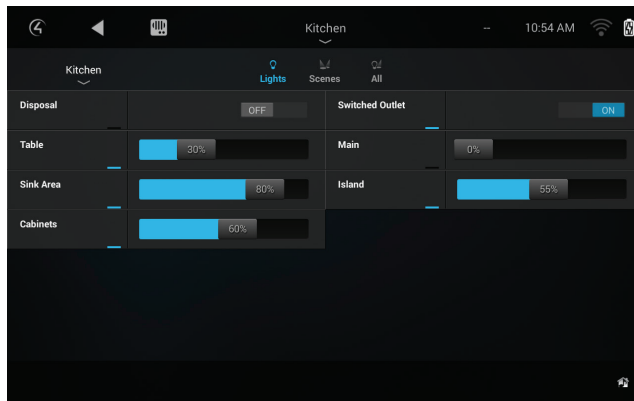 Kitchen -- 10:54 AM
Kitchen Lights Scenes All
Disposal OFF Switched Outlet ON
Table 30% Main 0%
Sink Area 80% Island 55%
Cabinets 60%